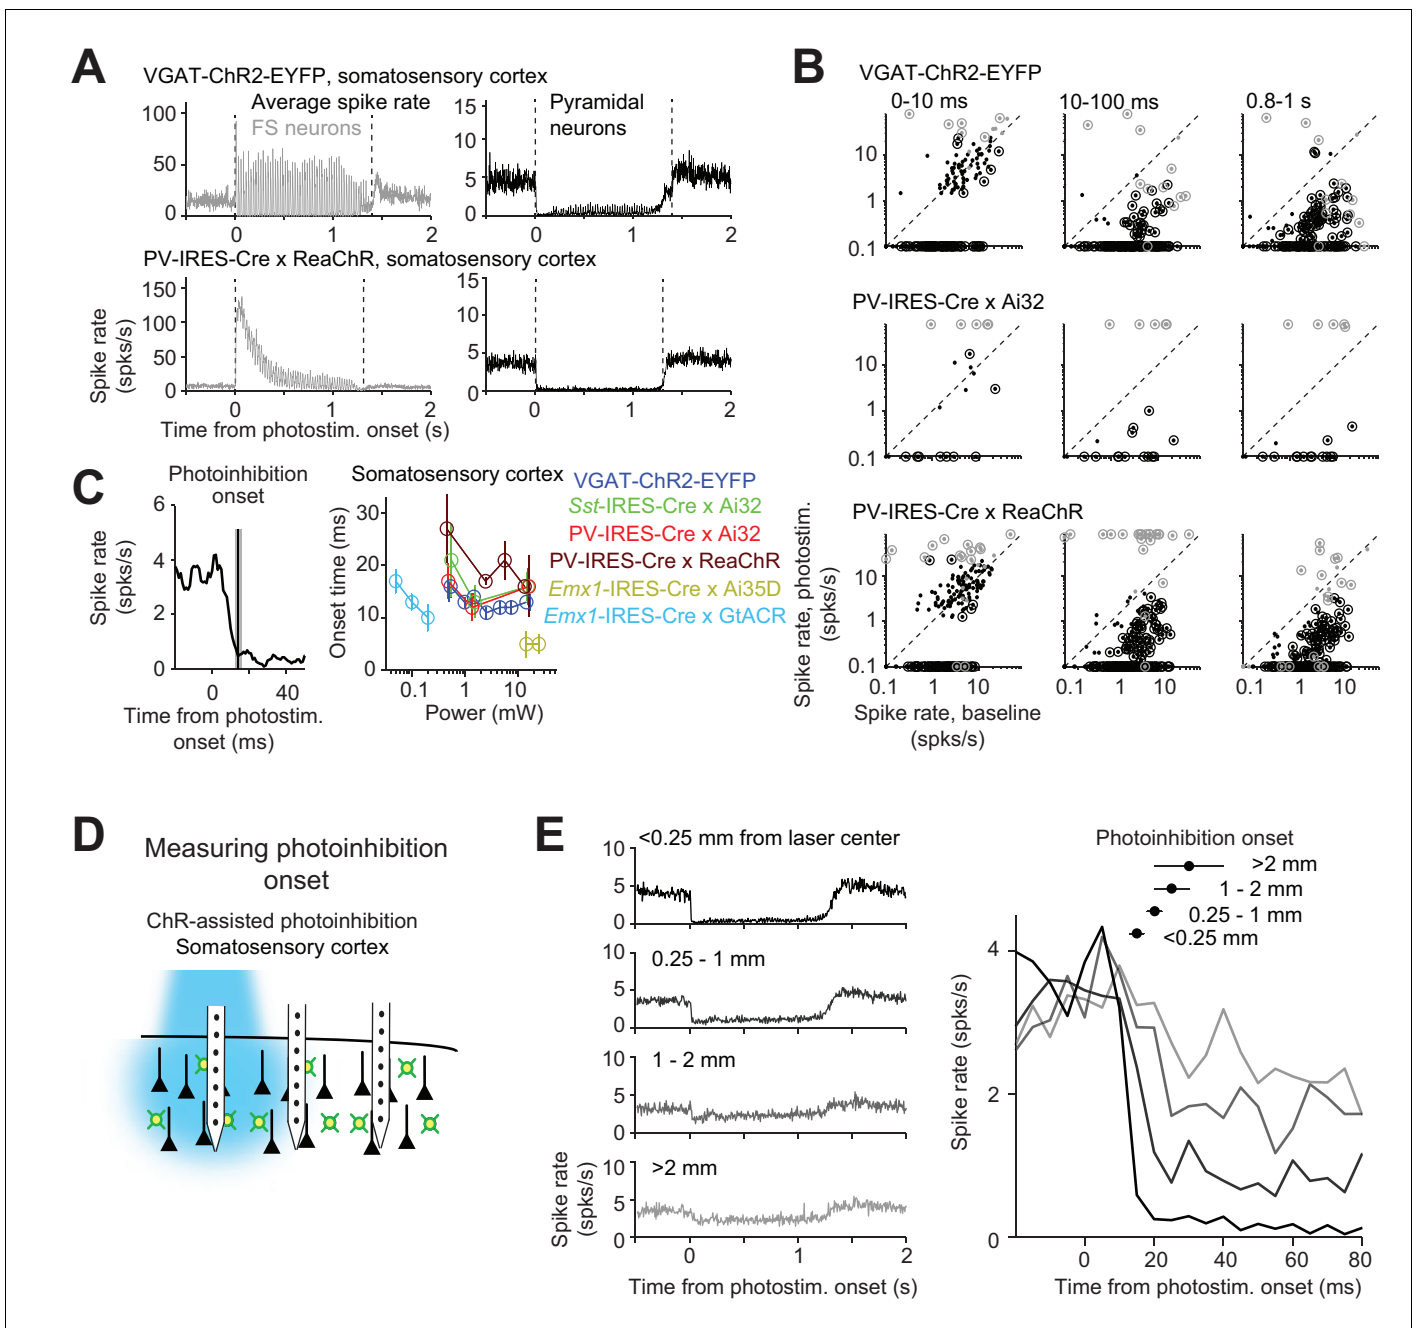 A
VGAT-ChR2-EYFP, somatosensory cortex
Average spike rate
FS neurons
100
50
0
0
1
2
Pyramidal
neurons
15
10
5
0
0
1
2
PV-IRES-Cre x ReaChR, somatosensory cortex
150
100
50
0
0
1
2
15
10
5
0
0
1
2
Spike rate
(spks/s)
Time from photostim. onset (s)
B
VGAT-ChR2-EYFP
0-10 ms
10-100 ms
0.8-1 s
10
1
0.1
PV-IRES-Cre x Ai32
10
1
0.1
PV-IRES-Cre x ReaChR
10
1
0.1
0.1
1
10
0.1
1
10
0.1
1
10
Spike rate, photostim.
(spks/s)
Spike rate, baseline
(spks/s)
C
Photoinhibition
onset
6
4
2
0
0
40
Spike rate
(spks/s)
Time from photostim.
onset (ms)
Somatosensory cortex
30
20
10
0
0.1
1
10
Onset time (ms)
Power (mW)
VGAT-ChR2-EYFP
Sst-IRES-Cre x Ai32
PV-IRES-Cre x Ai32
PV-IRES-Cre x ReaChR
Emx1-IRES-Cre x Ai35D
Emx1-IRES-Cre x GtACR
D
Measuring photoinhibition
onset
ChR-assisted photoinhibition
Somatosensory cortex
E
<0.25 mm from laser center
10
5
0
0.25 - 1 mm
10
5
0
1 - 2 mm
10
5
0
>2 mm
10
5
0
0
1
2
Spike rate
(spks/s)
Time from photostim. onset (s)
Photoinhibition onset
>2 mm
1 - 2 mm
0.25 - 1 mm
<0.25 mm
4
2
0
0
20
40
60
80
Spike rate (spks/s)
Time from photostim. onset (ms)